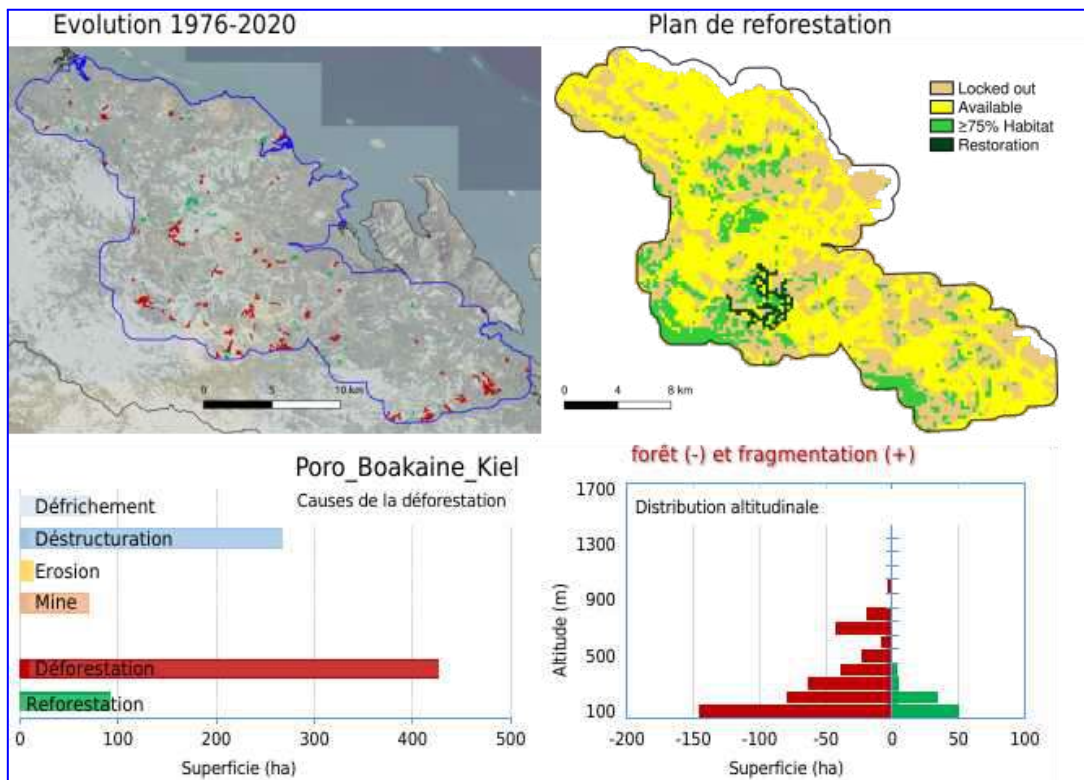 Evolution 1976-2020
Plan de reforestation
Locked out
Available
≥75% Habitat
Restoration
0 5 10 km
0 4 8 km
Poro_Boakaine_Kiel
Causes de la déforestation
Défrichement
Déstructuration
Erosion
Mine
Déforestation
Reforestation
0 100 200 300 400 500
Superficie (ha)
forêt (-) et fragmentation (+)
Distribution altitudinale
Altitude (m)
1700
1300
900
500
100
-200 -150 -100 -50 0 50 100
Superficie (ha)